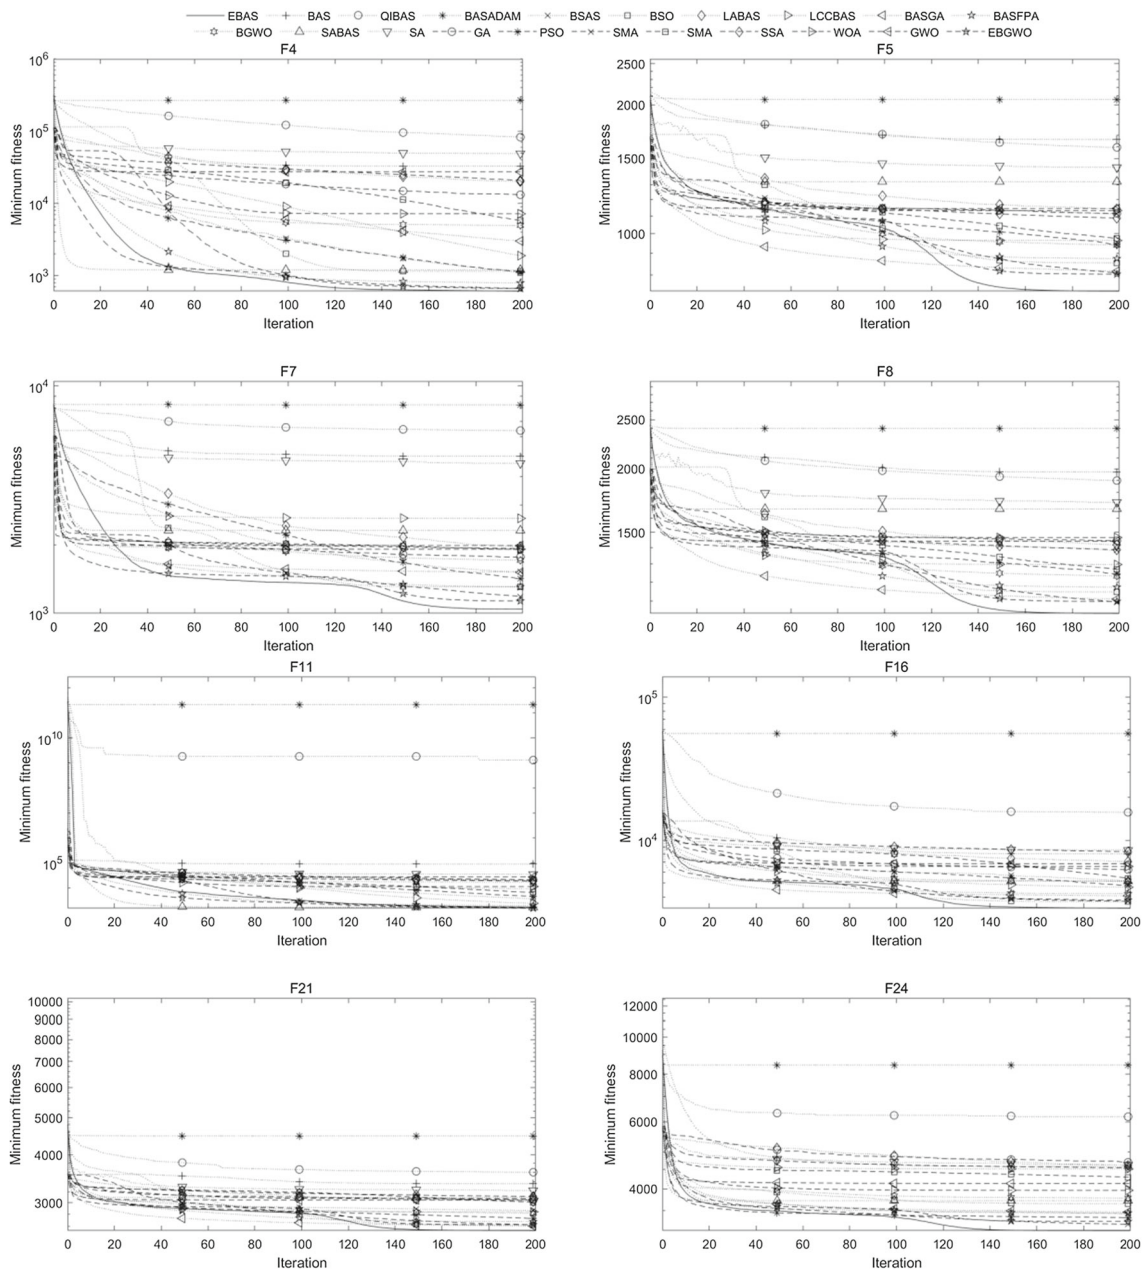 EBAS BAS QIBAS BASADAM BSAS BSO LABAS LCCBAS BASGA BASFPA
BGWO SABAS SA GA PSO SMA SMA SSA WOA GWO EBGWO
F4
Minimum fitness
10^6
10^5
10^4
10^3
0 20 40 60 80 100 120 140 160 180 200
Iteration
F5
Minimum fitness
2500
2000
1500
1000
0 20 40 60 80 100 120 140 160 180 200
Iteration
F7
Minimum fitness
10^4
10^3
0 20 40 60 80 100 120 140 160 180 200
F8
Minimum fitness
2500
2000
1500
0 20 40 60 80 100 120 140 160 180 200
F11
Minimum fitness
10^10
10^5
0 20 40 60 80 100 120 140 160 180 200
Iteration
F16
Minimum fitness
10^5
10^4
0 20 40 60 80 100 120 140 160 180 200
Iteration
F21
Minimum fitness
10000
9000
8000
7000
6000
5000
4000
3000
0 20 40 60 80 100 120 140 160 180 200
Iteration
F24
Minimum fitness
12000
10000
8000
6000
4000
0 20 40 60 80 100 120 140 160 180 200
Iteration